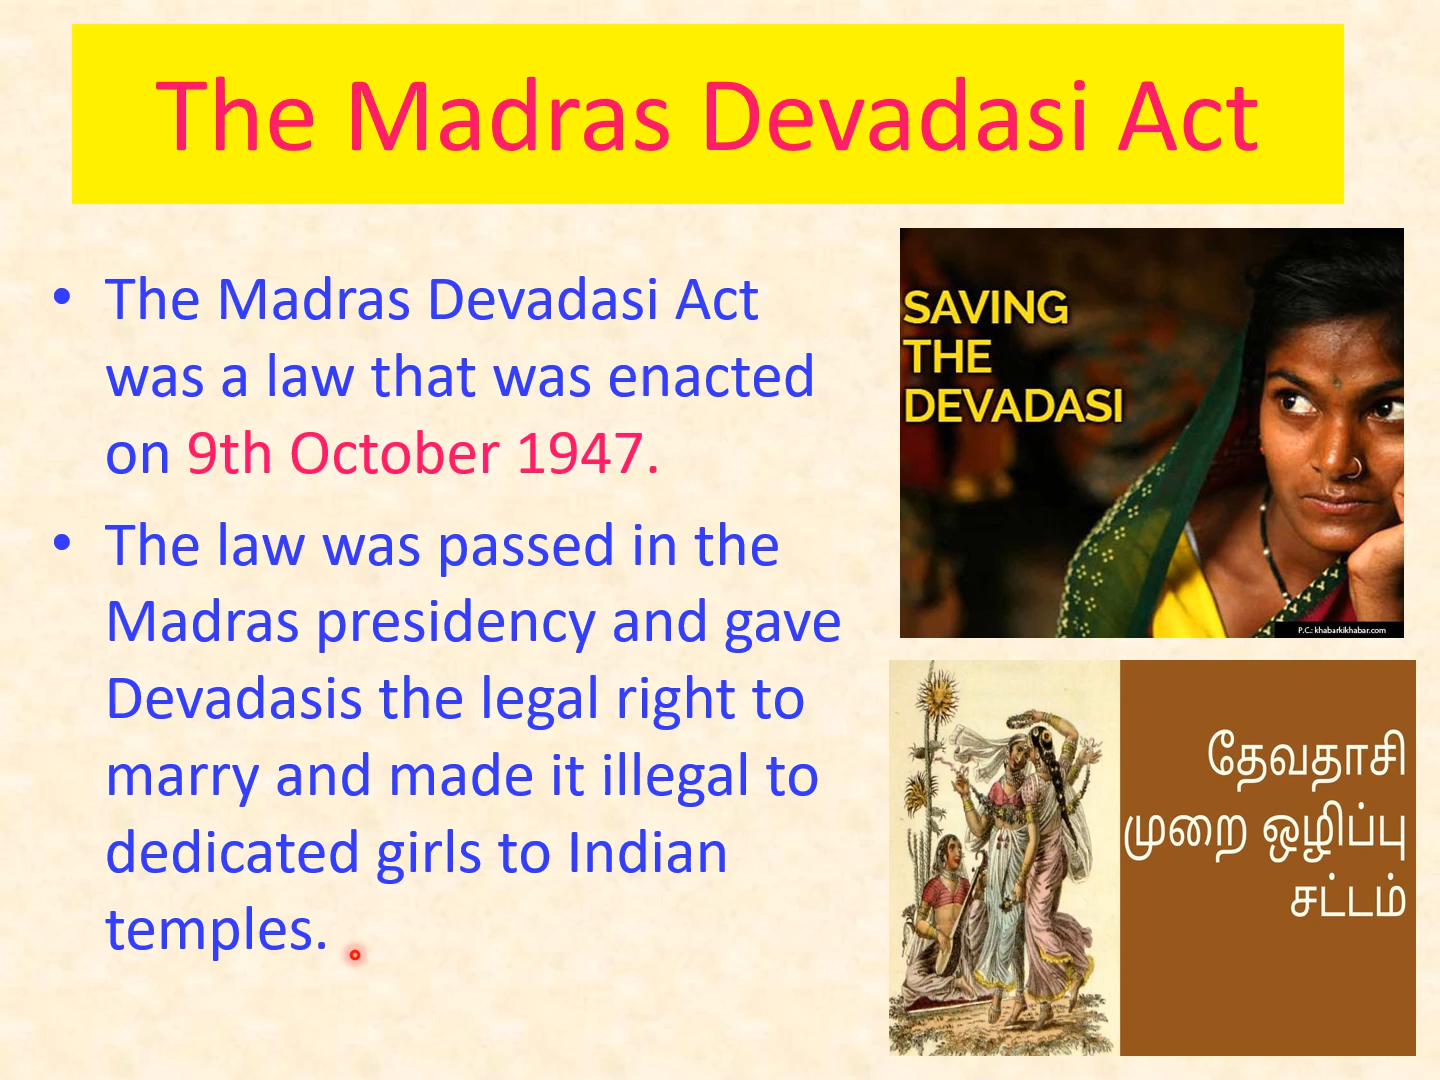 The Madras Devadasi Act
• The Madras Devadasi Act
was a law that was enacted
on 9th October 1947.
• The law was passed in the
Madras presidency and gave
Devadasis the legal right to
marry and made it illegal to
dedicated girls to Indian
temples.
SAVING
THE
DEVADASI
P.C.: khabarkikhabar.com
தேவதாசி
முறை ஒழிப்பு
சட்டம்